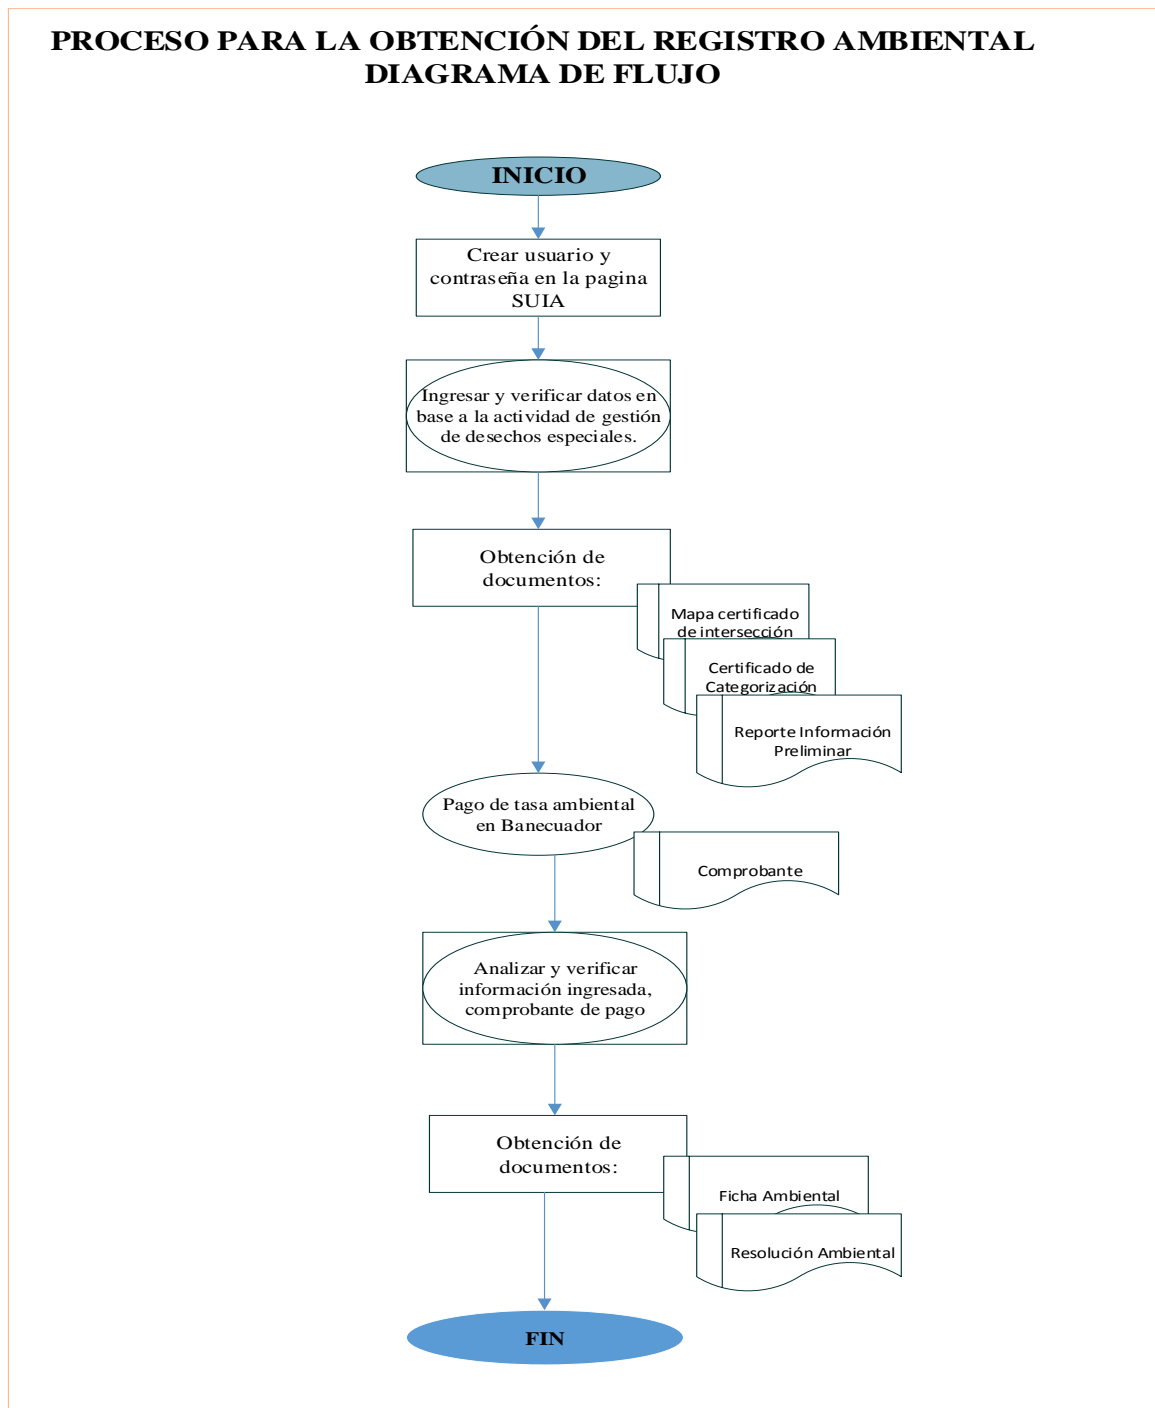 PROCESO PARA LA OBTENCIÓN DEL REGISTRO AMBIENTAL
DIAGRAMA DE FLUJO
INICIO
Crear usuario y
contraseña en la pagina
SUIA
Ingresar y verificar datos en
base a la actividad de gestión
de desechos especiales.
Obtención de
documentos:
Mapa certificado
de intersección
Certificado de
Categorización
Reporte Información
Preliminar
Pago de tasa ambiental
en Banecuador
Comprobante
Analizar y verificar
información ingresada,
comprobante de pago
Obtención de
documentos:
Ficha Ambiental
Resolución Ambiental
FIN